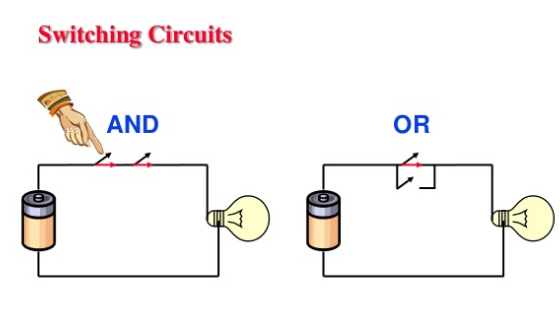 Switching Circuits
AND
OR